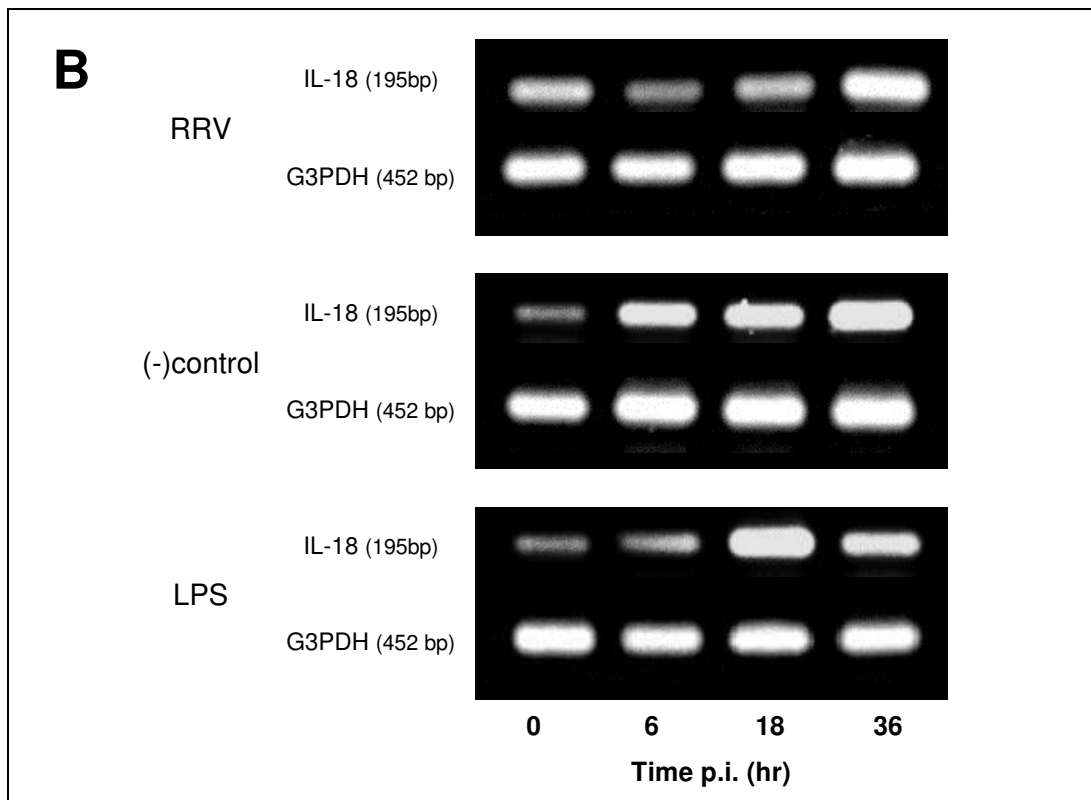 B
RRV
IL-18 (195bp)
G3PDH (452 bp)
(-)control
IL-18 (195bp)
G3PDH (452 bp)
LPS
IL-18 (195bp)
G3PDH (452 bp)
0 6 18 36
Time p.i. (hr)